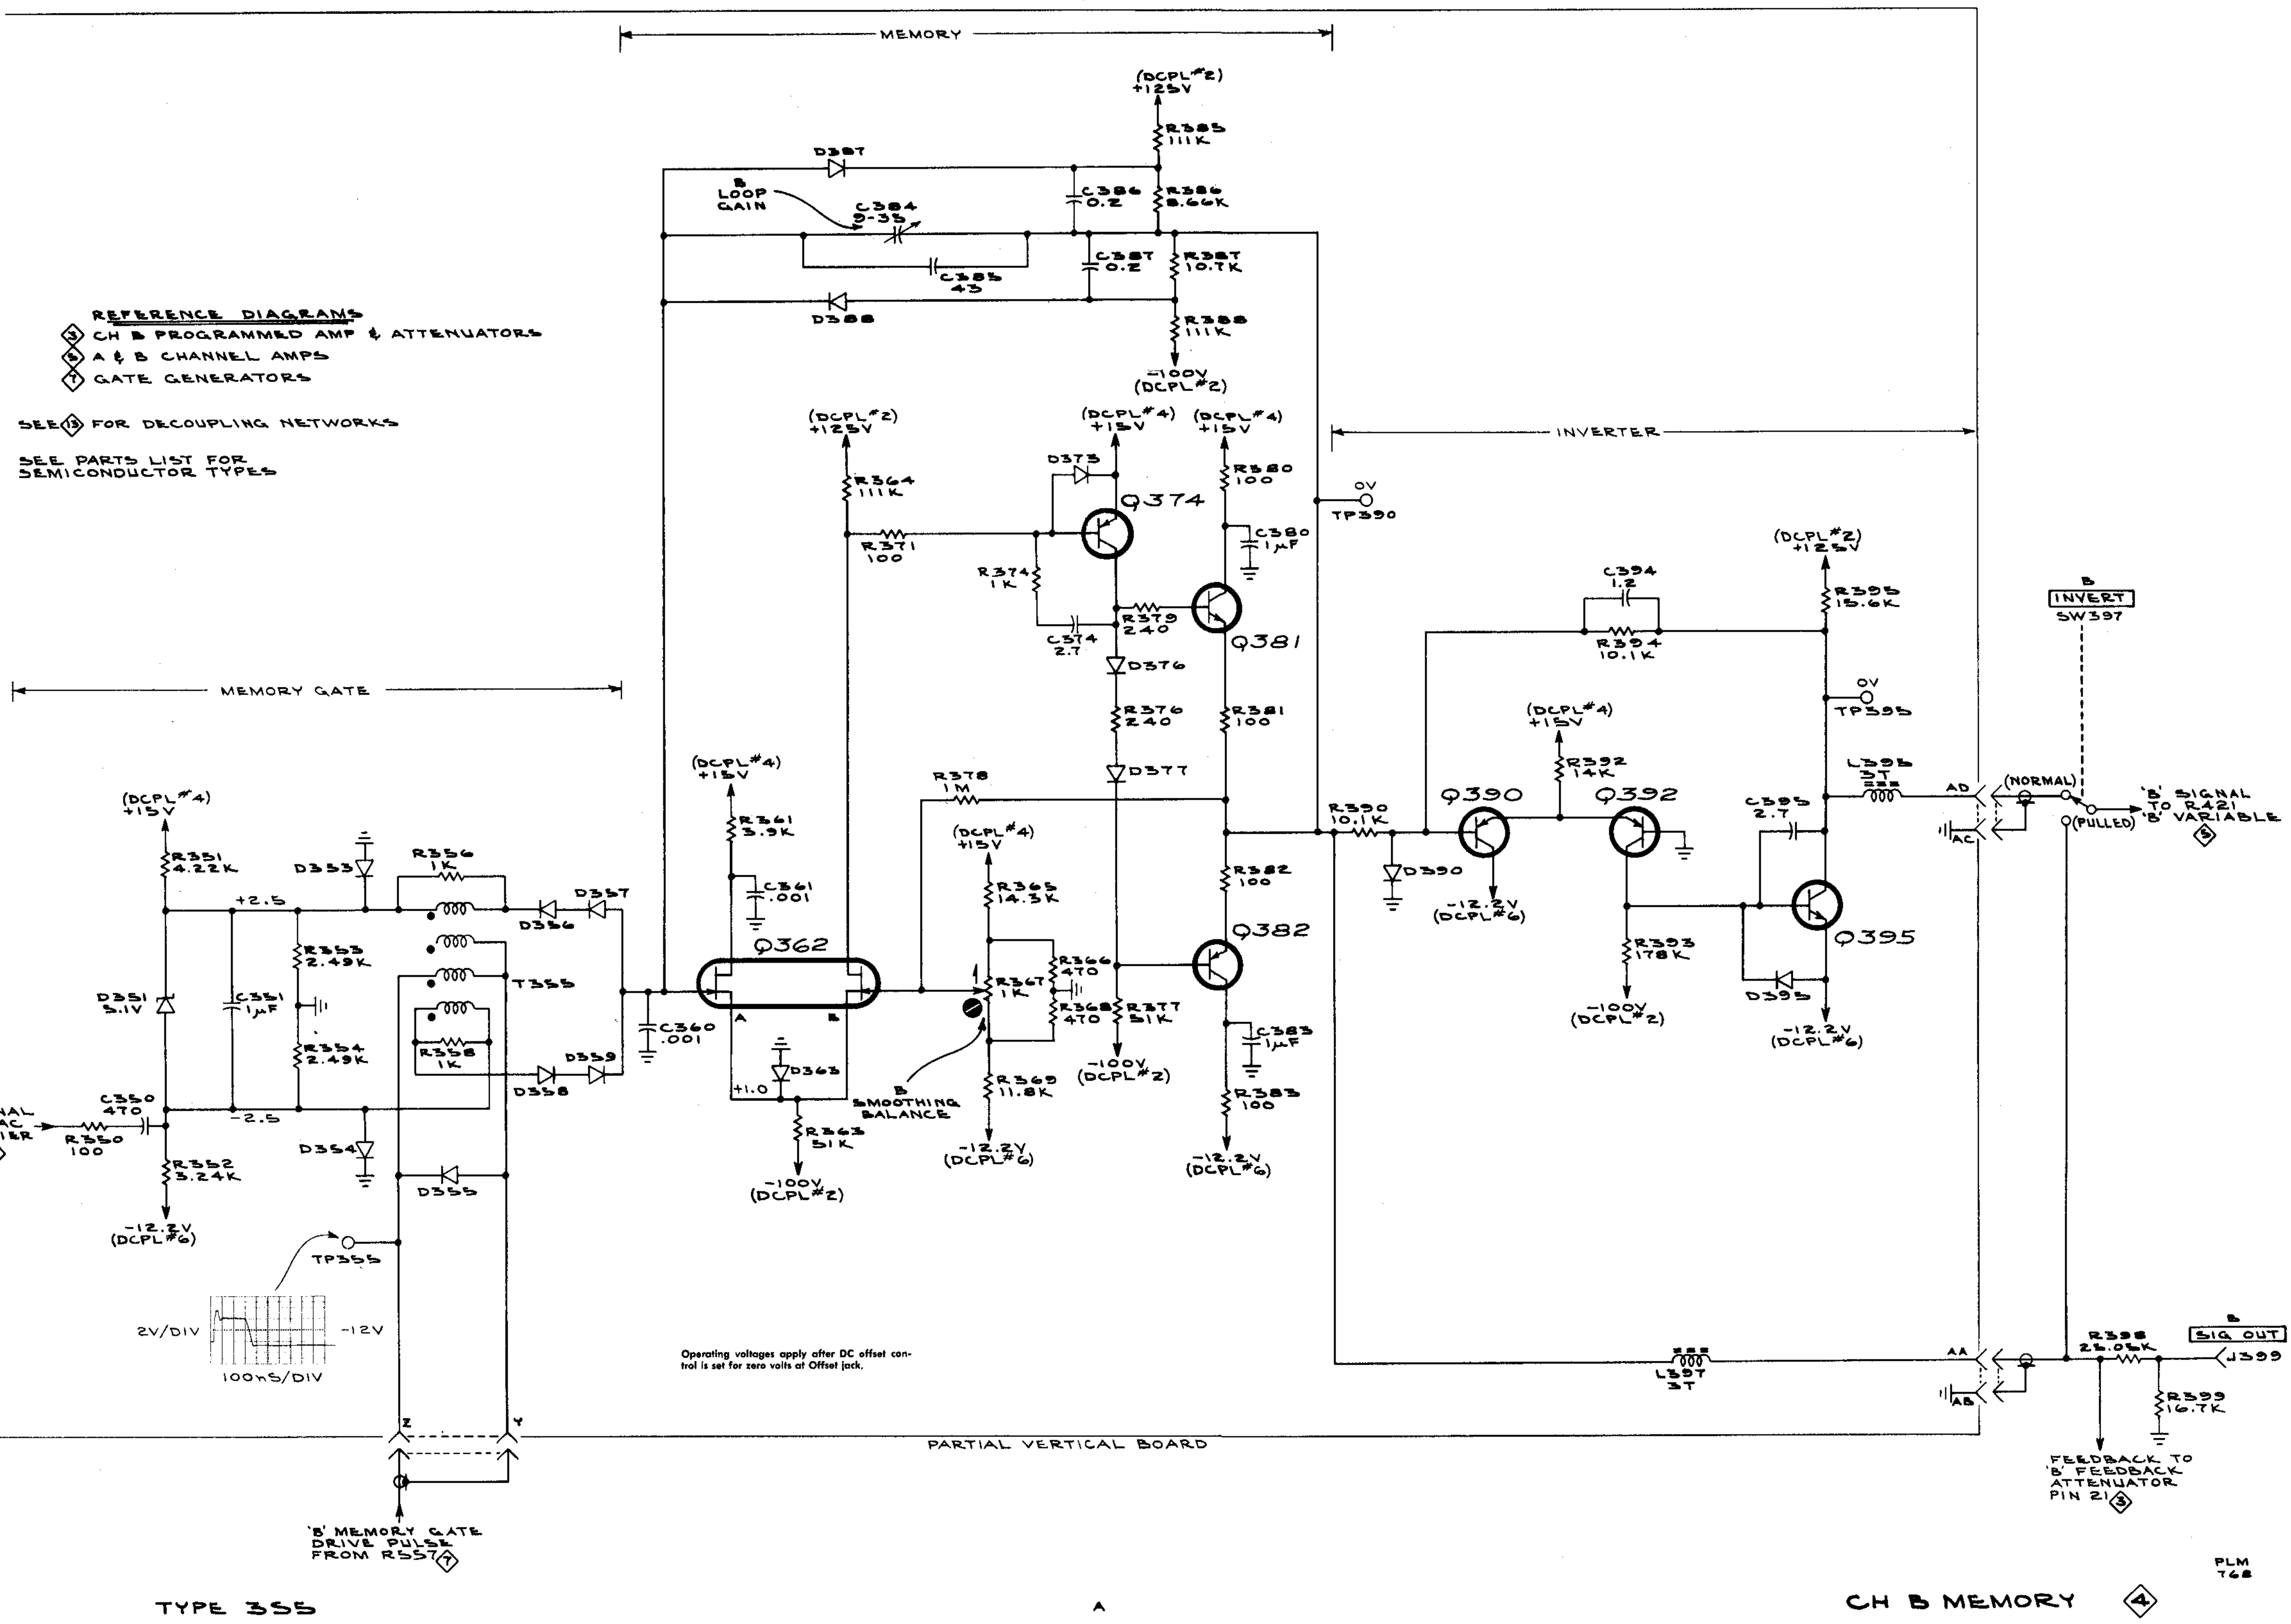 MEMORY
(DCPL #2)
+125V
R385
111K
D387
B
LOOP
GAIN
C384
9-35
C386
0.2
R386
8.66K
C385
43
C387
0.2
R387
10.7K
D388
R388
111K
-100V
(DCPL #2)
REFERENCE DIAGRAMS
3 CH B PROGRAMMED AMP & ATTENUATORS
5 A & B CHANNEL AMPS
7 GATE GENERATORS
SEE 13 FOR DECOUPLING NETWORKS
SEE PARTS LIST FOR
SEMICONDUCTOR TYPES
(DCPL #2)
+125V
R364
111K
R371
100
(DCPL #4)
+15V
D373
Q374
R374
1K
C374
2.7
(DCPL #4)
+15V
R380
100
C380
1µF
R379
240
Q381
D376
R376
240
R381
100
D377
R378
1M
INVERTER
0V
TP390
(DCPL #2)
+125V
C394
1.2
R394
10.1K
R395
15.6K
0V
TP395
B
INVERT
SW397
MEMORY GATE
(DCPL #4)
+15V
R351
4.22K
D353
R356
1K
D357
D356
+2.5
R353
2.49K
D351
5.1V
C351
1µF
T355
R354
2.49K
R358
1K
D359
D358
-2.5
NAL
AC
IER
R350
100
C350
470
R352
3.24K
D354
D355
-12.2V
(DCPL #6)
TP355
2V/DIV
-12V
100nS/DIV
(DCPL #4)
+15V
R361
3.9K
C361
.001
Q362
A
B
C360
.001
+1.0
D363
R363
51K
-100V
(DCPL #2)
(DCPL #4)
+15V
R365
14.3K
R366
470
R367
1K
R368
470
B
SMOOTHING
BALANCE
R369
11.8K
-12.2V
(DCPL #6)
R377
51K
-100V
(DCPL #2)
R382
100
Q382
C383
1µF
R383
100
-12.2V
(DCPL #6)
R390
10.1K
D390
Q390
-12.2V
(DCPL #6)
(DCPL #4)
+15V
R392
14K
Q392
R393
178K
-100V
(DCPL #2)
C395
2.7
Q395
D395
-12.2V
(DCPL #6)
L395
3T
AD
AC
(NORMAL)
(PULLED)
'B' SIGNAL
TO R421
'B' VARIABLE
5
Operating voltages apply after DC offset con-
trol is set for zero volts at Offset jack.
L397
3T
AA
AB
R398
25.05K
B
SIG OUT
J399
R399
16.7K
FEEDBACK TO
'B' FEEDBACK
ATTENUATOR
PIN 21 3
Z
Y
PARTIAL VERTICAL BOARD
'B' MEMORY GATE
DRIVE PULSE
FROM R557 7
PLM
768
TYPE 355
A
CH B MEMORY 4